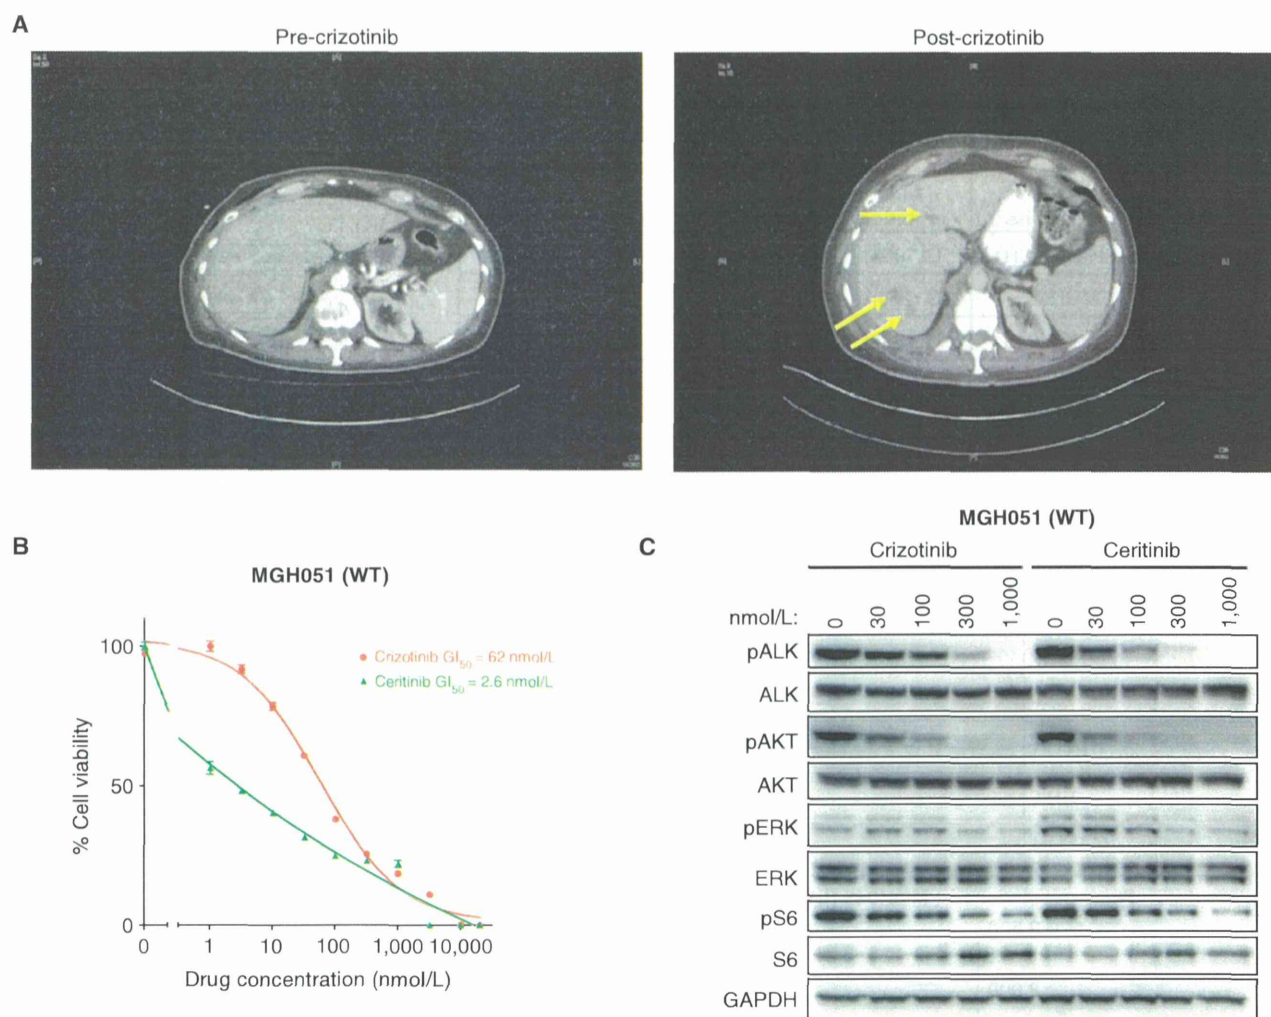 A
Pre-crizotinib
Post-crizotinib
B
MGH051 (WT)
100
50
0
% Cell viability
Crizotinib GI50 = 62 nmol/L
Ceritinib GI50 = 2.6 nmol/L
0 1 10 100 1,000 10,000
Drug concentration (nmol/L)
C
MGH051 (WT)
Crizotinib Ceritinib
nmol/L: 0 30 100 300 1,000 0 30 100 300 1,000
pALK
ALK
pAKT
AKT
pERK
ERK
pS6
S6
GAPDH